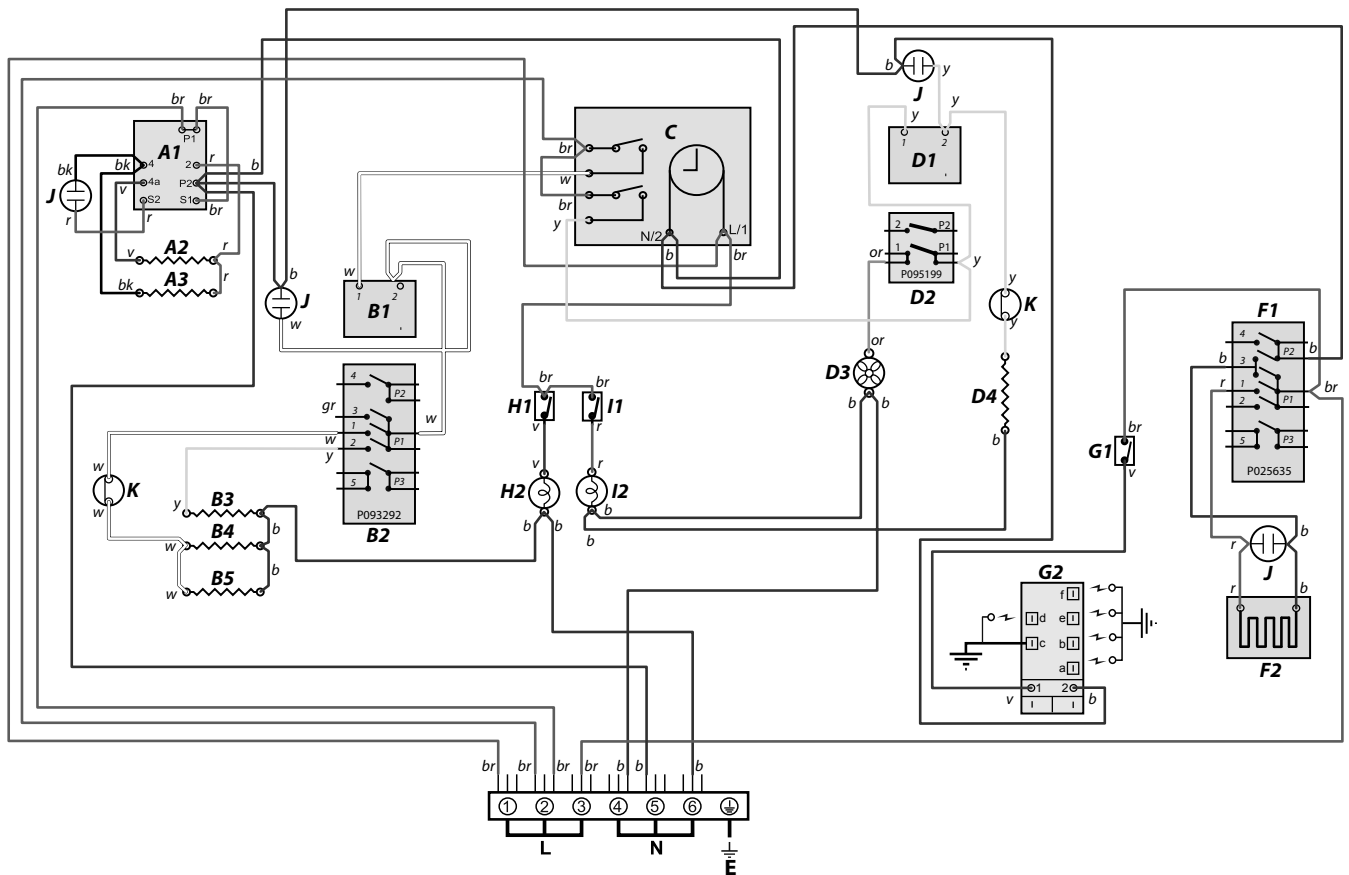 b
J
y
br
br
y
y
P1
A1
C
1
2
D1
bk
bk
4
2
r
b
br
J
v
4a
P2
w
r
S2
S1
br
2
P2
r
y
N/2
L/1
1
P1
v
A2
r
b
br
or
y
P095199
bk
A3
r
b
w
D2
y
J
1
2
B1
K
F1
w
y
4
P2
b
or
b
3
4
P2
br
br
D3
r
1
br
gr
3
w
H1
I1
b
b
D4
2
P1
w
1
P1
v
r
br
y
2
b
G1
5
P3
w
v
r
v
P025635
K
5
P3
H2
I2
w
y
B3
P093292
b
b
b
B4
b
B2
b
r
b
w
J
B5
b
G2
r
b
w
f
d
e
c
b
F2
a
1
2
v
b
br
br
br
br
b
b
b
1
2
3
4
5
6
L
N
E